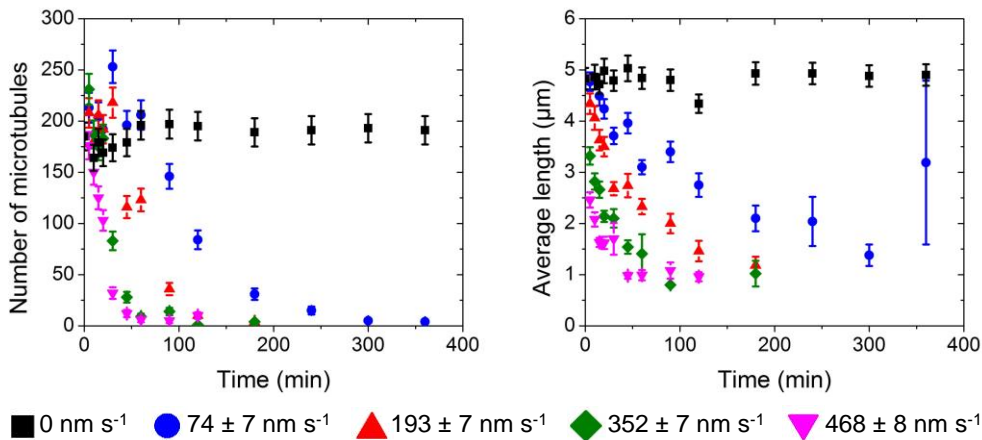 300
250
200
150
100
50
0
Number of microtubules
0 100 200 300 400
Time (min)
6
5
4
3
2
1
0
Average length (µm)
0 100 200 300 400
Time (min)
0 nm s⁻¹ 74 ± 7 nm s⁻¹ 193 ± 7 nm s⁻¹ 352 ± 7 nm s⁻¹ 468 ± 8 nm s⁻¹